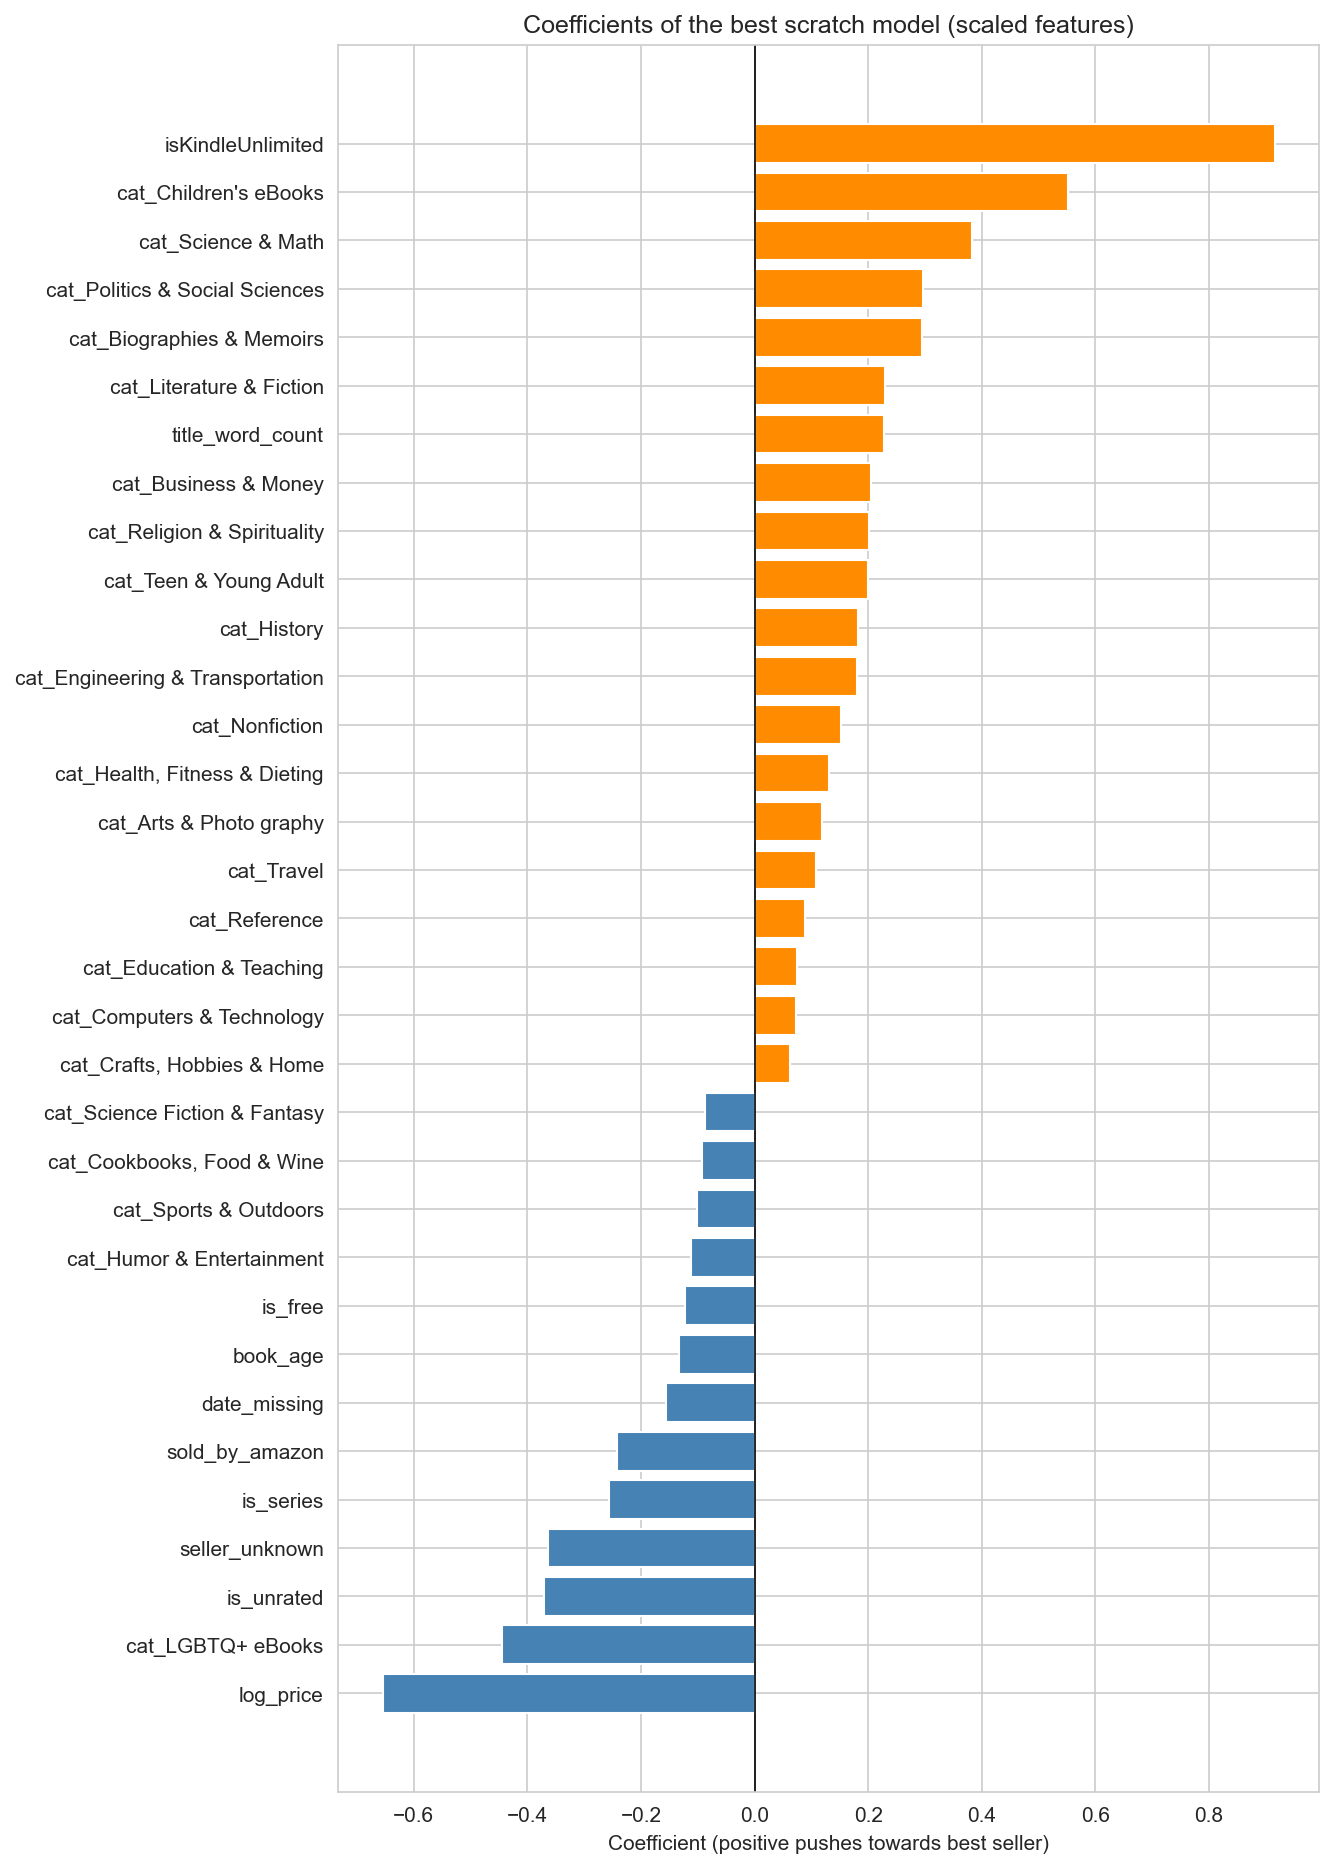 Coefficients of the best scratch model (scaled features)
isKindleUnlimited
cat_Children's eBooks
cat_Science & Math
cat_Politics & Social Sciences
cat_Biographies & Memoirs
cat_Literature & Fiction
title_word_count
cat_Business & Money
cat_Religion & Spirituality
cat_Teen & Young Adult
cat_History
cat_Engineering & Transportation
cat_Nonfiction
cat_Health, Fitness & Dieting
cat_Arts & Photo graphy
cat_Travel
cat_Reference
cat_Education & Teaching
cat_Computers & Technology
cat_Crafts, Hobbies & Home
cat_Science Fiction & Fantasy
cat_Cookbooks, Food & Wine
cat_Sports & Outdoors
cat_Humor & Entertainment
is_free
book_age
date_missing
sold_by_amazon
is_series
seller_unknown
is_unrated
cat_LGBTQ+ eBooks
log_price
−0.6 −0.4 −0.2 0.0 0.2 0.4 0.6 0.8
Coefficient (positive pushes towards best seller)